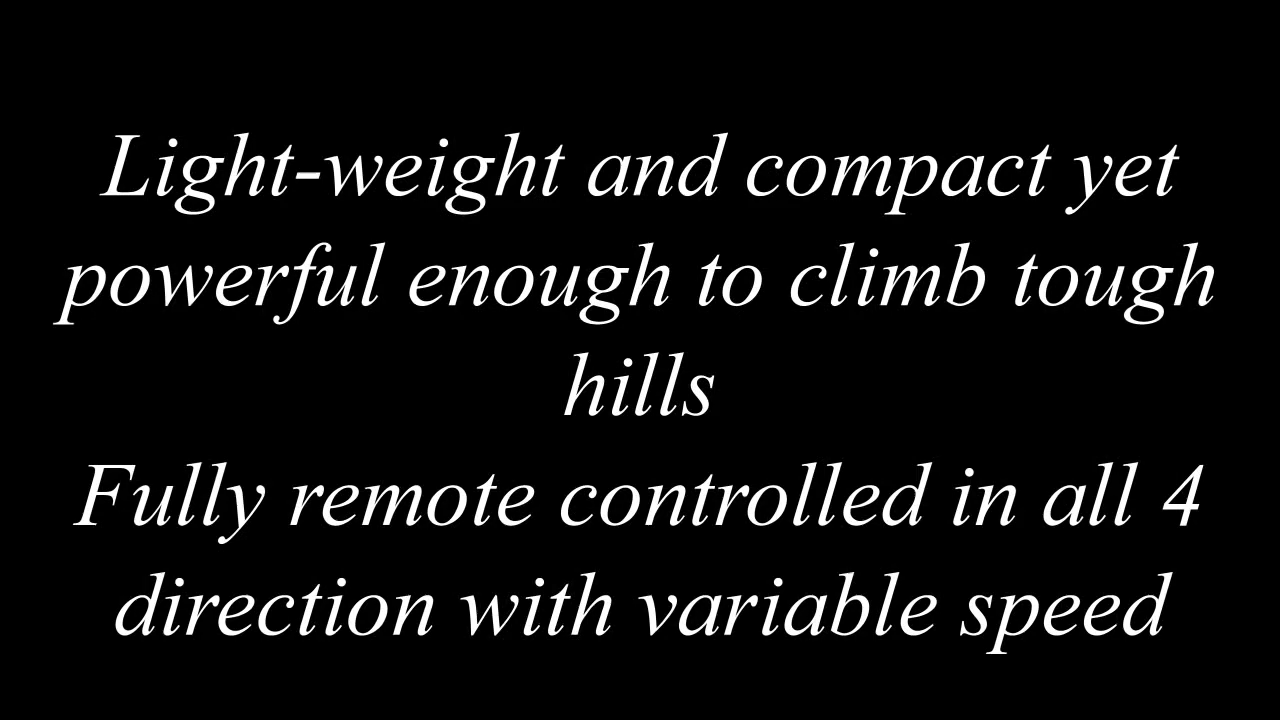 Light-weight and compact yet
powerful enough to climb tough
hills
Fully remote controlled in all 4
direction with variable speed